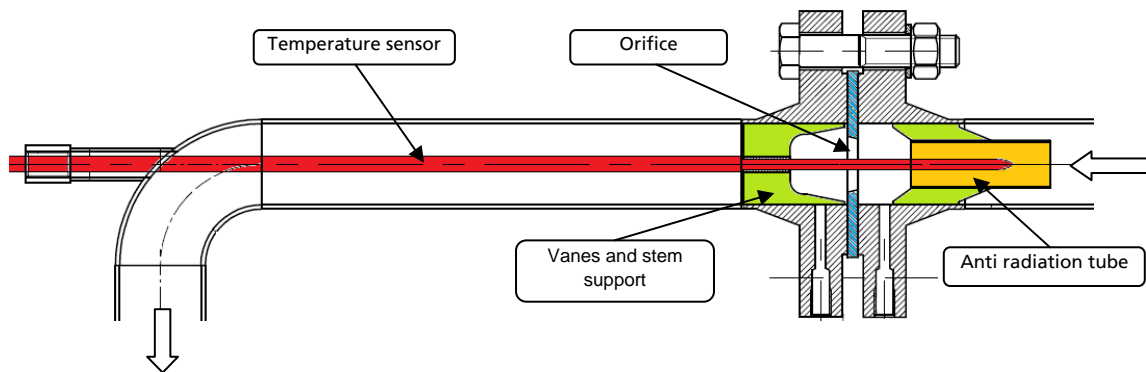 Temperature sensor
Orifice
Vanes and stem
support
Anti radiation tube